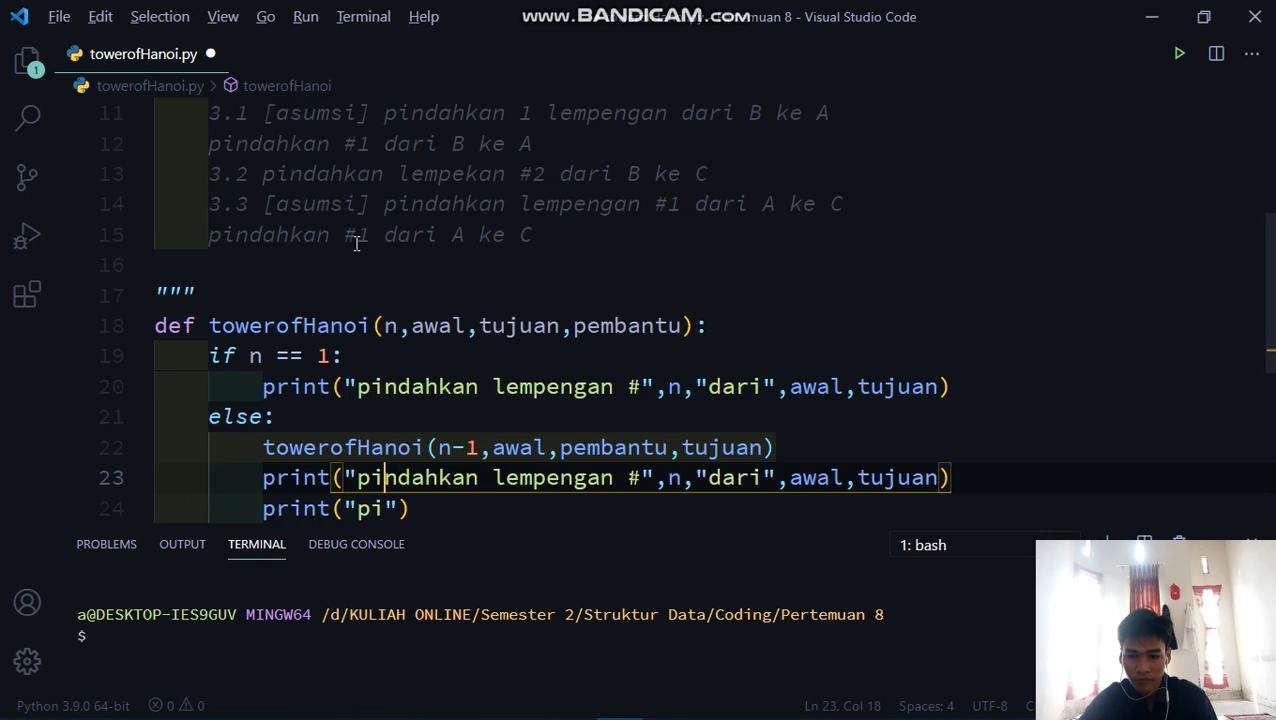 File Edit Selection View Go Run Terminal Help www.BANDICAM.com muan 8 - Visual Studio Code
towerofHanoi.py
1
towerofHanoi.py > towerofHanoi
11 3.1 [asumsi] pindahkan 1 lempengan dari B ke A
12 pindahkan #1 dari B ke A
13 3.2 pindahkan lempekan #2 dari B ke C
14 3.3 [asumsi] pindahkan lempengan #1 dari A ke C
15 pindahkan #1 dari A ke C
16
17 """
18 def towerofHanoi(n,awal,tujuan,pembantu):
19 if n == 1:
20 print("pindahkan lempengan #",n,"dari",awal,tujuan)
21 else:
22 towerofHanoi(n-1,awal,pembantu,tujuan)
23 print("pindahkan lempengan #",n,"dari",awal,tujuan)
24 print("pi")
PROBLEMS OUTPUT TERMINAL DEBUG CONSOLE 1: bash
a@DESKTOP-IES9GUV MINGW64 /d/KULIAH ONLINE/Semester 2/Struktur Data/Coding/Pertemuan 8
$
Python 3.9.0 64-bit 0 0 Ln 23, Col 18 Spaces: 4 UTF-8